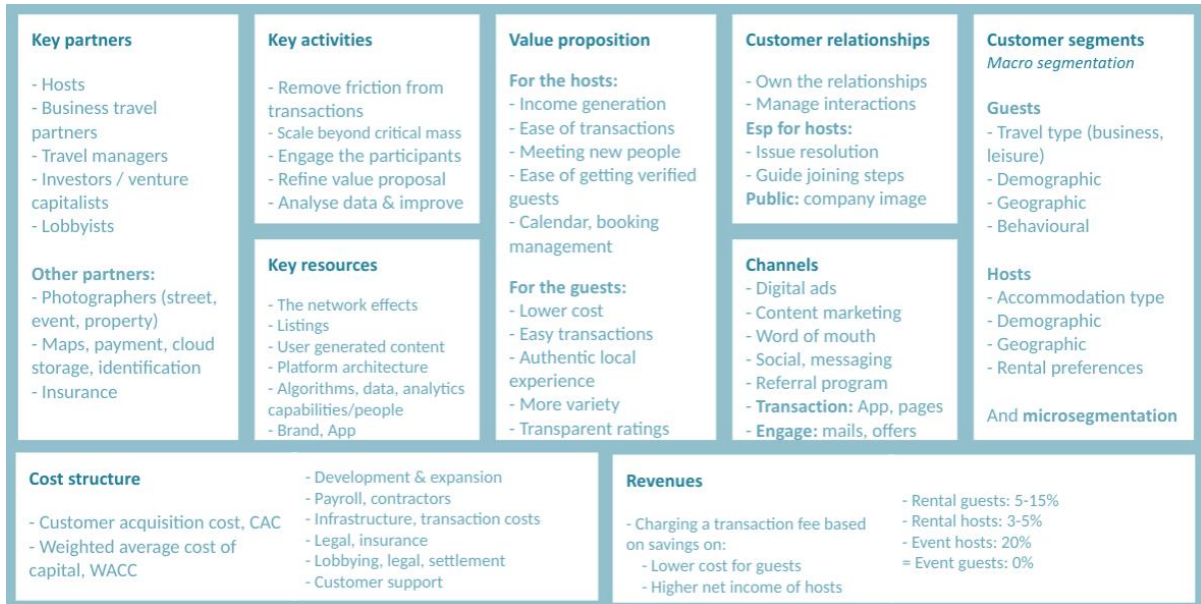 Key partners
- Hosts
- Business travel
partners
- Travel managers
- Investors / venture
capitalists
- Lobbyists
Other partners:
- Photographers (street,
event, property)
- Maps, payment, cloud
storage, identification
- Insurance
Key activities
- Remove friction from
transactions
- Scale beyond critical mass
- Engage the participants
- Refine value proposal
- Analyse data & improve
Key resources
- The network effects
- Listings
- User generated content
- Platform architecture
- Algorithms, data, analytics
capabilities/people
- Brand, App
Value proposition
For the hosts:
- Income generation
- Ease of transactions
- Meeting new people
- Ease of getting verified
guests
- Calendar, booking
management
For the guests:
- Lower cost
- Easy transactions
- Authentic local
experience
- More variety
- Transparent ratings
Customer relationships
- Own the relationships
- Manage interactions
Esp for hosts:
- Issue resolution
- Guide joining steps
Public: company image
Channels
- Digital ads
- Content marketing
- Word of mouth
- Social, messaging
- Referral program
- Transaction: App, pages
- Engage: mails, offers
Customer segments
Macro segmentation
Guests
- Travel type (business,
leisure)
- Demographic
- Geographic
- Behavioural
Hosts
- Accommodation type
- Demographic
- Geographic
- Rental preferences
And microsegmentation
Cost structure
- Customer acquisition cost, CAC
- Weighted average cost of
capital, WACC
- Development & expansion
- Payroll, contractors
- Infrastructure, transaction costs
- Legal, insurance
- Lobbying, legal, settlement
- Customer support
Revenues
- Charging a transaction fee based
on savings on:
- Lower cost for guests
- Higher net income of hosts
- Rental guests: 5-15%
- Rental hosts: 3-5%
- Event hosts: 20%
= Event guests: 0%